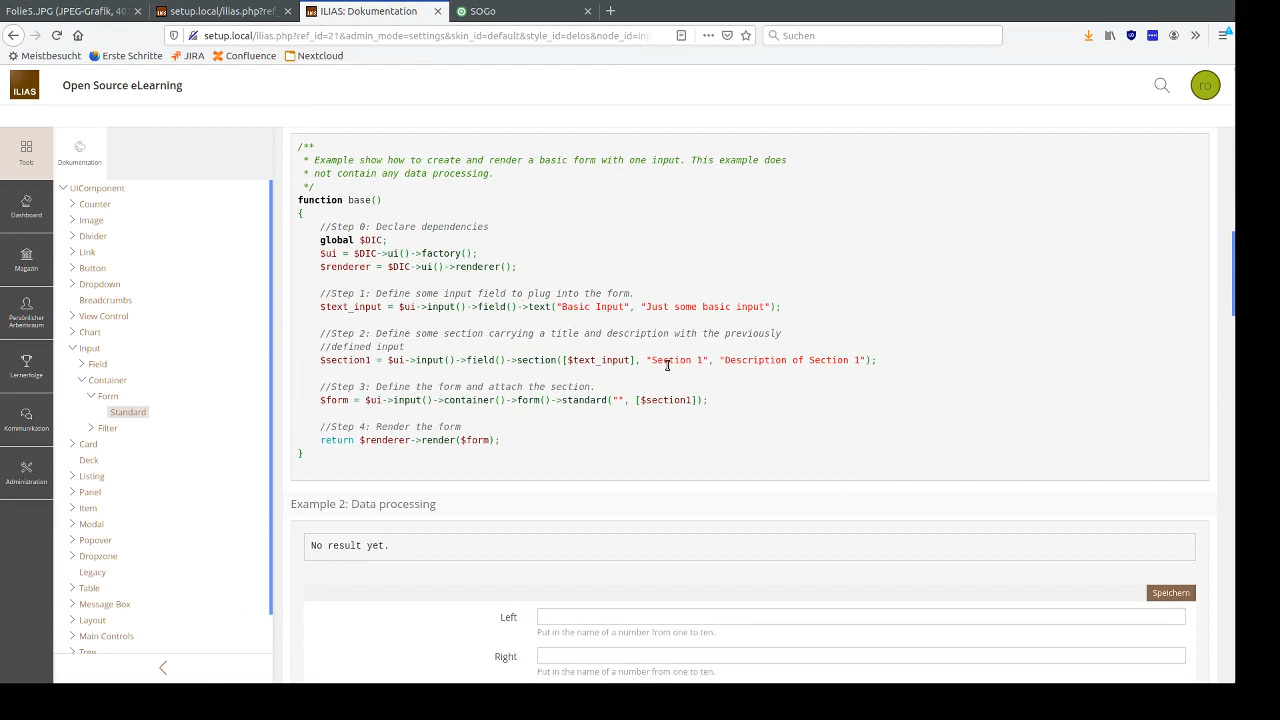 Folie5.JPG (JPEG-Grafik, 40
setup.local/ilias.php?ref_
ILIAS: Dokumentation
SOGo
setup.local/ilias.php?ref_id=21&admin_mode=settings&skin_id=default&style_id=delos&node_id=Inp
Suchen
Meistbesucht
Erste Schritte
JIRA
Confluence
Nextcloud
ILIAS
Open Source eLearning
ro
Tools
Dashboard
Magazin
Persönlicher
Arbeitsraum
Lernerfolge
Kommunikation
Administration
Dokumentation
UIComponent
Counter
Image
Divider
Link
Button
Dropdown
Breadcrumbs
View Control
Chart
Input
Field
Container
Form
Standard
Filter
Card
Deck
Listing
Panel
Item
Modal
Popover
Dropzone
Legacy
Table
Message Box
Layout
Main Controls
Tree
/**
* Example show how to create and render a basic form with one input. This example does
* not contain any data processing.
*/
function base()
{
//Step 0: Declare dependencies
global $DIC;
$ui = $DIC->ui()->factory();
$renderer = $DIC->ui()->renderer();
//Step 1: Define some input field to plug into the form.
$text_input = $ui->input()->field()->text("Basic Input", "Just some basic input");
//Step 2: Define some section carrying a title and description with the previously
//defined input
$section1 = $ui->input()->field()->section([$text_input], "Section 1", "Description of Section 1");
//Step 3: Define the form and attach the section.
$form = $ui->input()->container()->form()->standard("", [$section1]);
//Step 4: Render the form
return $renderer->render($form);
}
Example 2: Data processing
No result yet.
Speichern
Left
Put in the name of a number from one to ten.
Right
Put in the name of a number from one to ten.